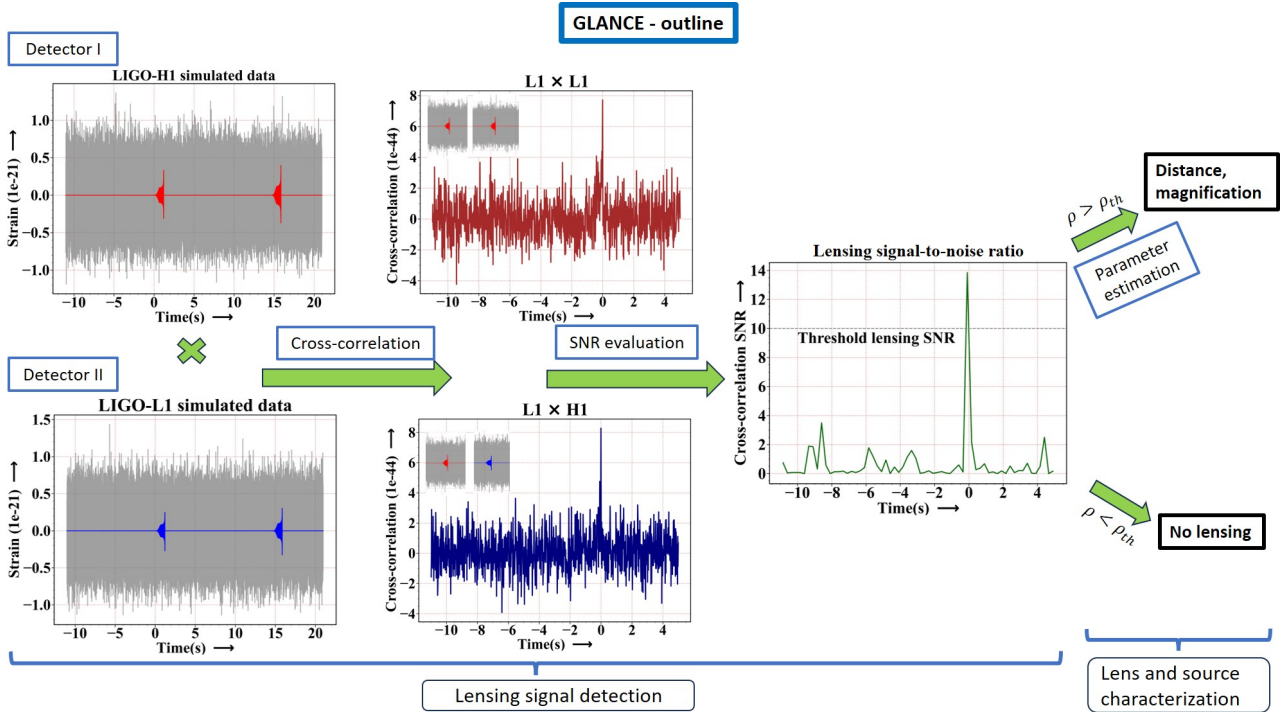 GLANCE - outline
Detector I
LIGO-H1 simulated data
Strain (1e-21) ⟶
1.0
0.5
0.0
−0.5
−1.0
−10 −5 0 5 10 15 20
Time(s) ⟶
L1 × L1
Cross-correlation (1e-44) ⟶
8
6
4
2
0
−2
−4
−10 −8 −6 −4 −2 0 2 4
Time(s) ⟶
Detector II
LIGO-L1 simulated data
Strain (1e-21) ⟶
1.5
1.0
0.5
0.0
−0.5
−1.0
−10 −5 0 5 10 15 20
Time(s) ⟶
Cross-correlation
L1 × H1
Cross-correlation (1e-44) ⟶
8
6
4
2
0
−2
−4
−10 −8 −6 −4 −2 0 2 4
Time(s) ⟶
SNR evaluation
Lensing signal-to-noise ratio
Cross-correlation SNR ⟶
14
12
10
8
6
4
2
0
Threshold lensing SNR
−10 −8 −6 −4 −2 0 2 4
Time(s) ⟶
ρ > ρth
Parameter
estimation
Distance,
magnification
ρ < ρth
No lensing
Lensing signal detection
Lens and source
characterization